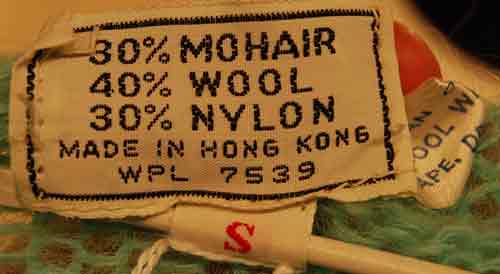 30% MOHAIR
40% WOOL
30% NYLON
MADE IN HONG KONG
WPL 7539
S